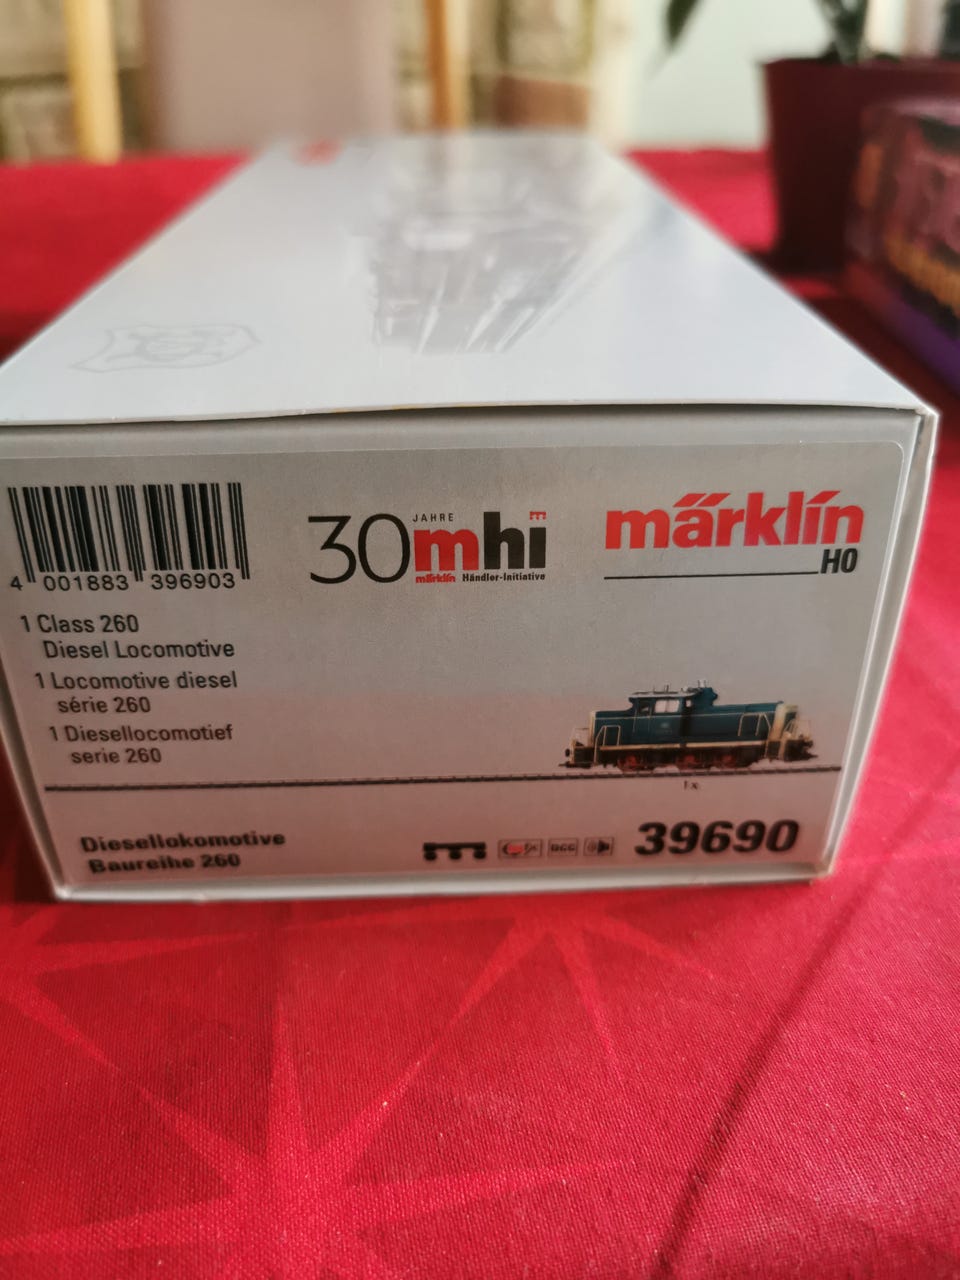 4 001883 396903
30 JAHRE mhi
märklin Händler-Initiative
märklin
H0
1 Class 260
Diesel Locomotive
1 Locomotive diesel
série 260
1 Diesellocomotief
serie 260
1x
Diesellokomotive
Baureihe 260
DCC
39690